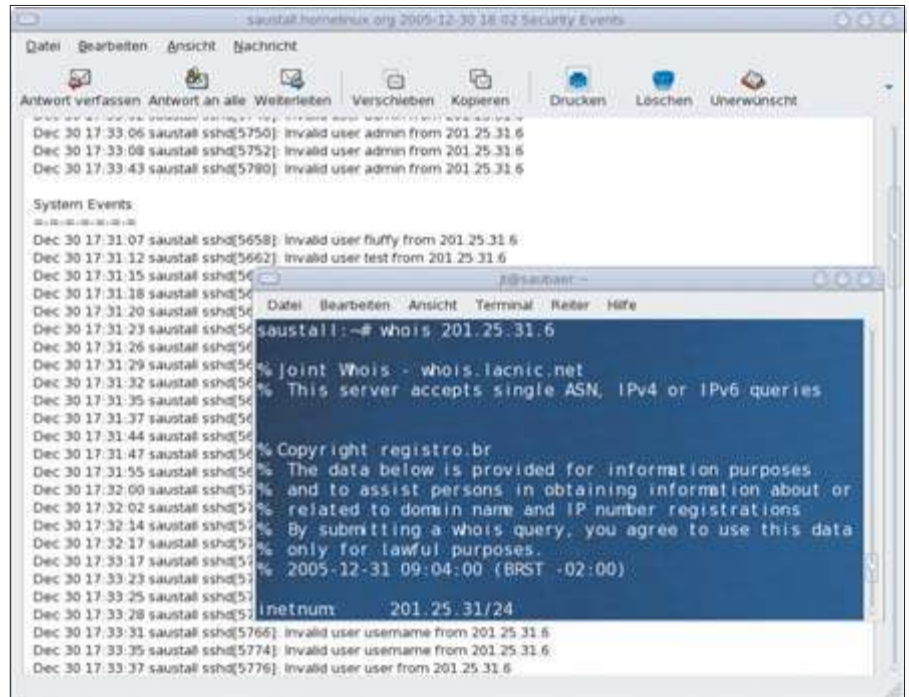 saustall.hornelinux.org 2005-12-30 18:02 Security Events
Datei Bearbeiten Ansicht Nachricht
Antwort verfassen Antwort an alle Weiterleiten Verschieben Kopieren Drucken Löschen Unerwünscht
Dec 30 17:33:06 saustall sshd[5750]: Invalid user admin from 201.25.31.6
Dec 30 17:33:08 saustall sshd[5752]: Invalid user admin from 201.25.31.6
Dec 30 17:33:43 saustall sshd[5780]: Invalid user admin from 201.25.31.6
System Events
=-=-=-=-=-=-=
Dec 30 17:31:07 saustall sshd[5658]: Invalid user fluffy from 201.25.31.6
Dec 30 17:31:12 saustall sshd[5662]: Invalid user test from 201.25.31.6
Dec 30 17:31:15 saustall sshd[56
Dec 30 17:31:18 saustall sshd[56
Dec 30 17:31:20 saustall sshd[56
Dec 30 17:31:23 saustall sshd[56
Dec 30 17:31:26 saustall sshd[56
Dec 30 17:31:29 saustall sshd[56
Dec 30 17:31:32 saustall sshd[56
Dec 30 17:31:35 saustall sshd[56
Dec 30 17:31:37 saustall sshd[56
Dec 30 17:31:44 saustall sshd[56
Dec 30 17:31:47 saustall sshd[56
Dec 30 17:31:55 saustall sshd[56
Dec 30 17:32:00 saustall sshd[57
Dec 30 17:32:02 saustall sshd[57
Dec 30 17:32:14 saustall sshd[57
Dec 30 17:32:17 saustall sshd[57
Dec 30 17:33:17 saustall sshd[57
Dec 30 17:33:23 saustall sshd[57
Dec 30 17:33:25 saustall sshd[57
Dec 30 17:33:28 saustall sshd[57
Dec 30 17:33:31 saustall sshd[5766]: Invalid user username from 201.25.31.6
Dec 30 17:33:35 saustall sshd[5774]: Invalid user username from 201.25.31.6
Dec 30 17:33:37 saustall sshd[5776]: Invalid user user from 201.25.31.6
jt@saubaer: ~
Datei Bearbeiten Ansicht Terminal Reiter Hilfe
saustall:~# whois 201.25.31.6
% Joint Whois - whois.lacnic.net
% This server accepts single ASN, IPv4 or IPv6 queries
% Copyright registro.br
% The data below is provided for information purposes
% and to assist persons in obtaining information about or
% related to domain name and IP number registrations
% By submitting a whois query, you agree to use this data
% only for lawful purposes.
% 2005-12-31 09:04:00 (BRST -02:00)
inetnum: 201.25.31/24